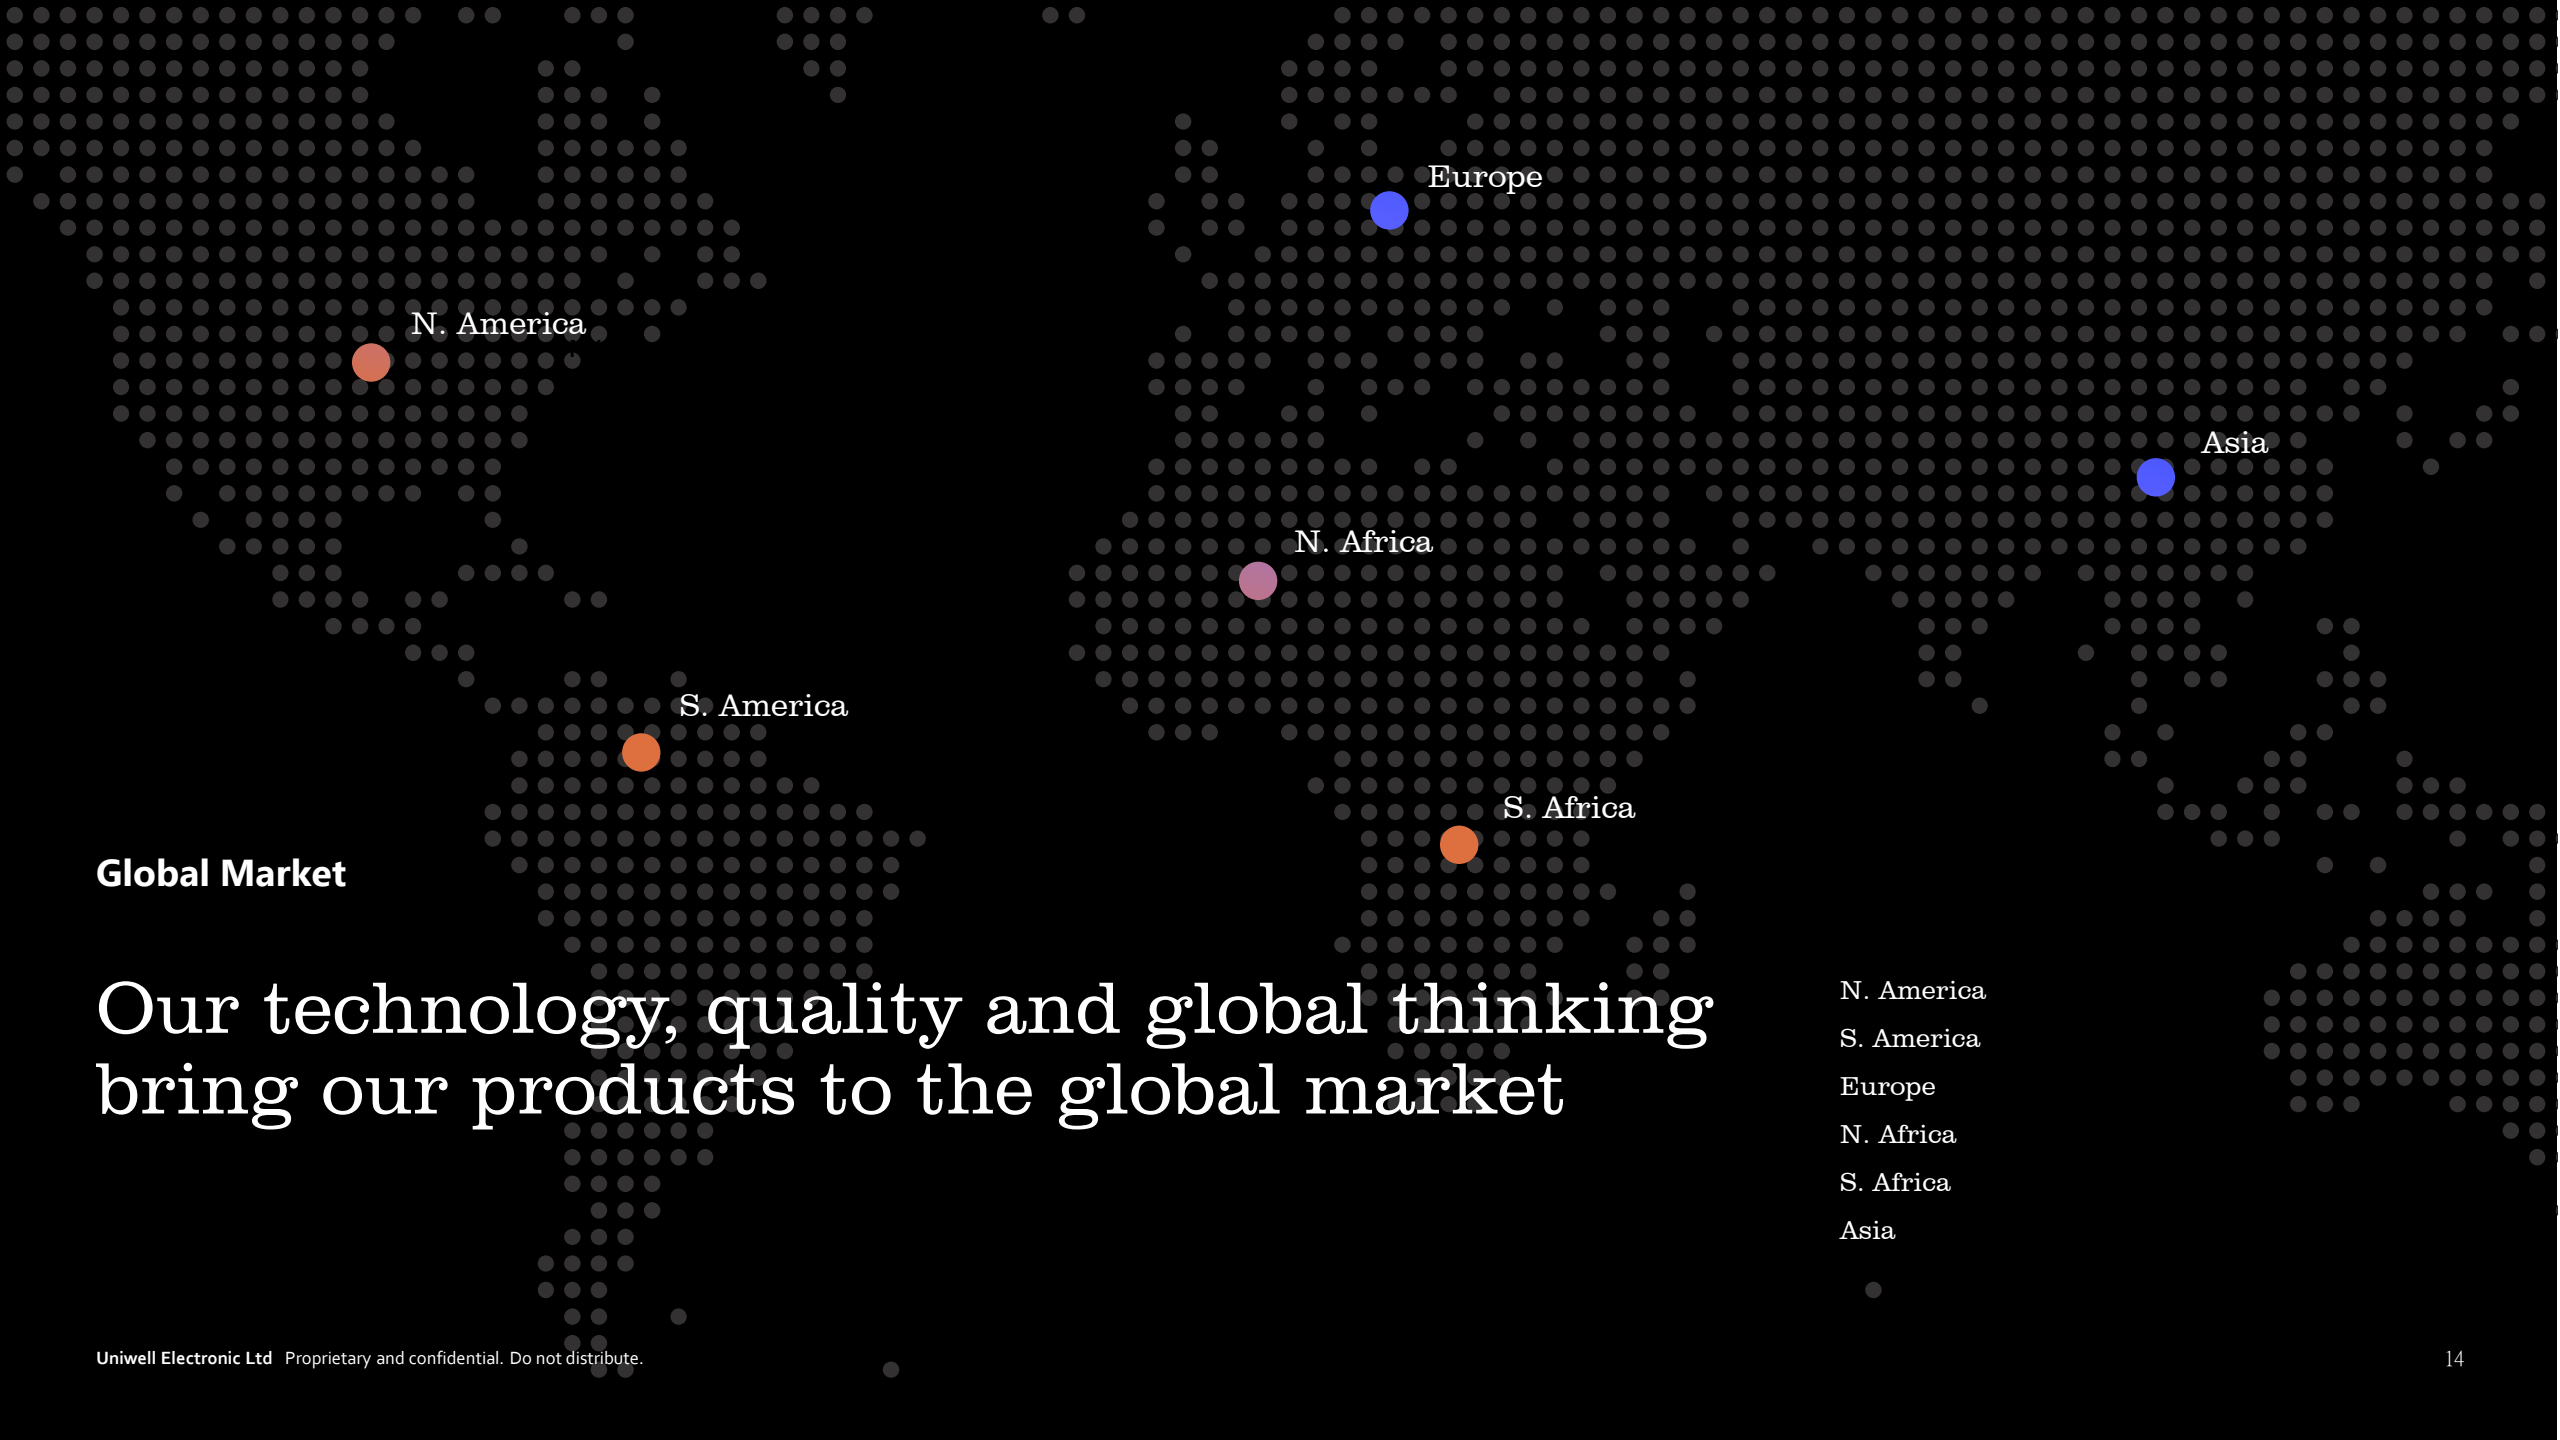 Europe
N. America
Asia
N. Africa
S. America
S. Africa
Global Market
Our technology, quality and global thinking
bring our products to the global market
N. America
S. America
Europe
N. Africa
S. Africa
Asia
Uniwell Electronic Ltd Proprietary and confidential. Do not distribute.
14